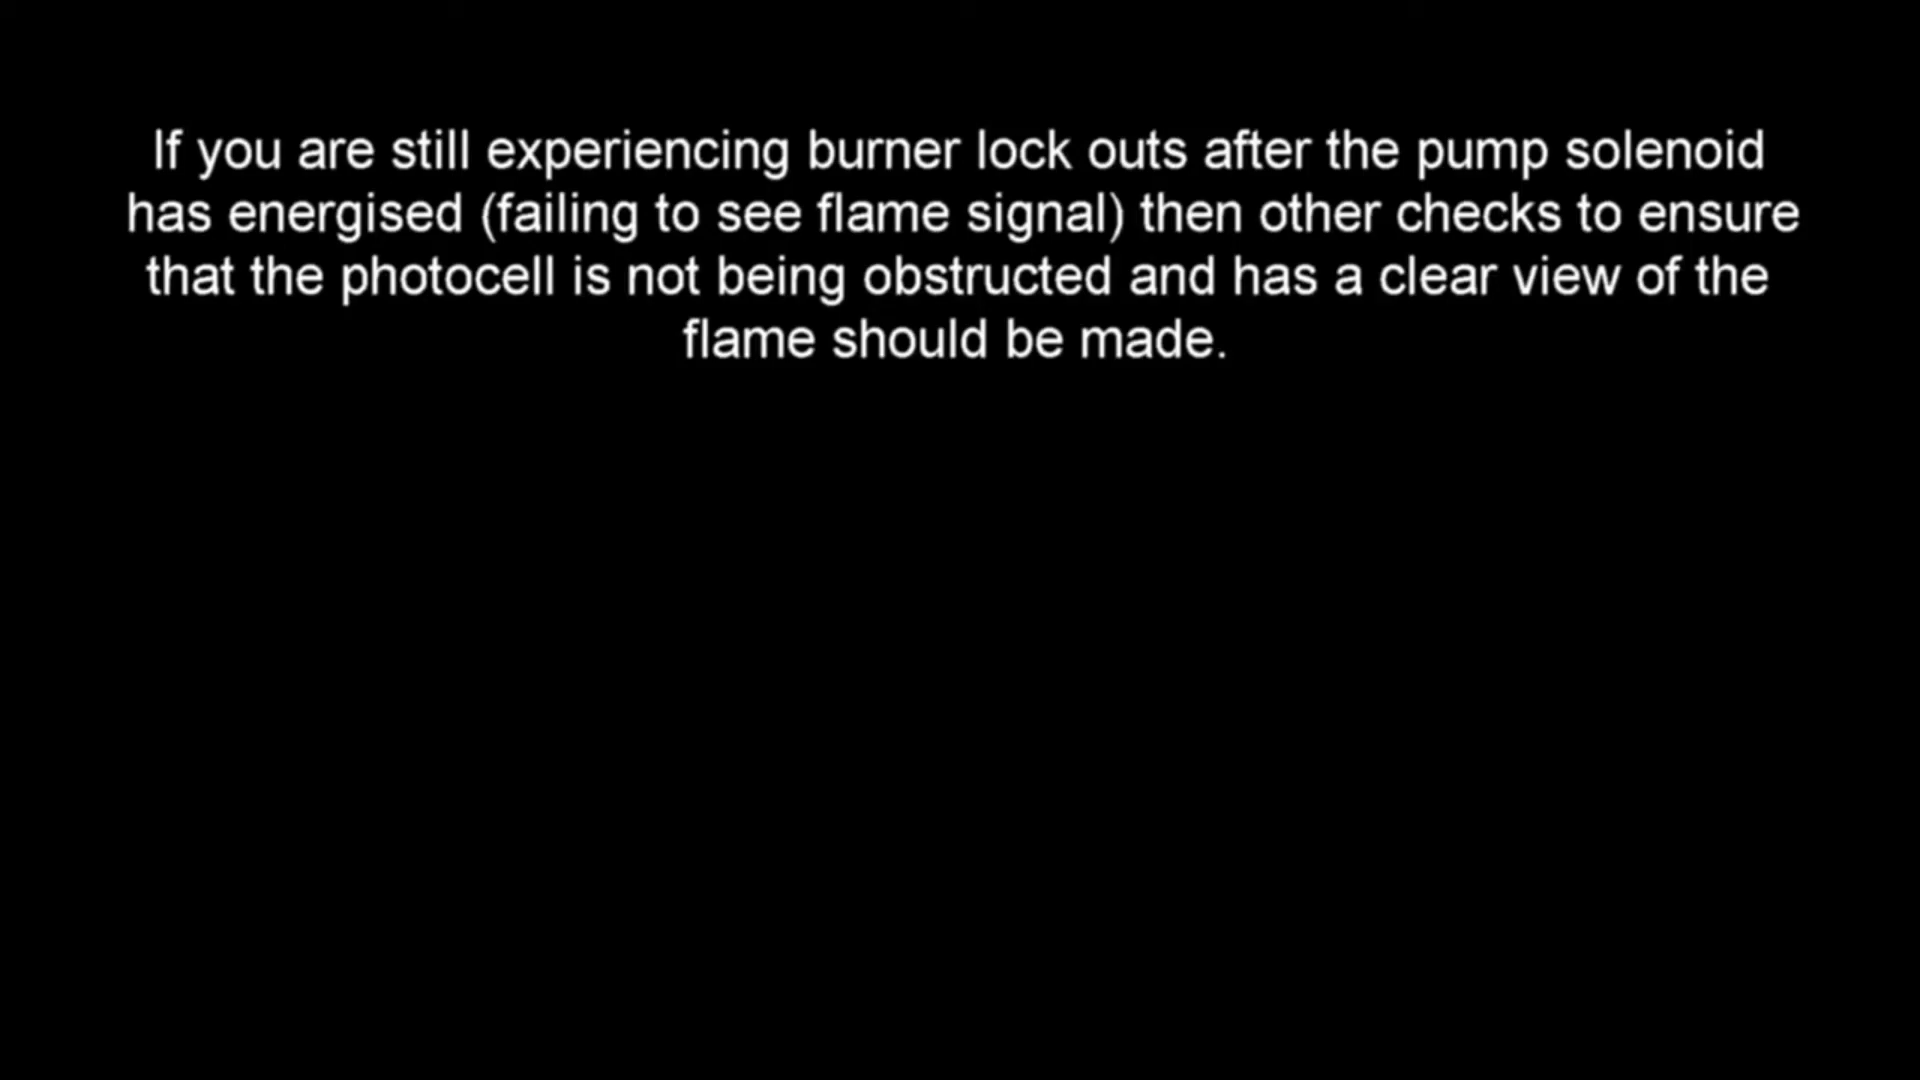 If you are still experiencing burner lock outs after the pump solenoid
has energised (failing to see flame signal) then other checks to ensure
that the photocell is not being obstructed and has a clear view of the
flame should be made.